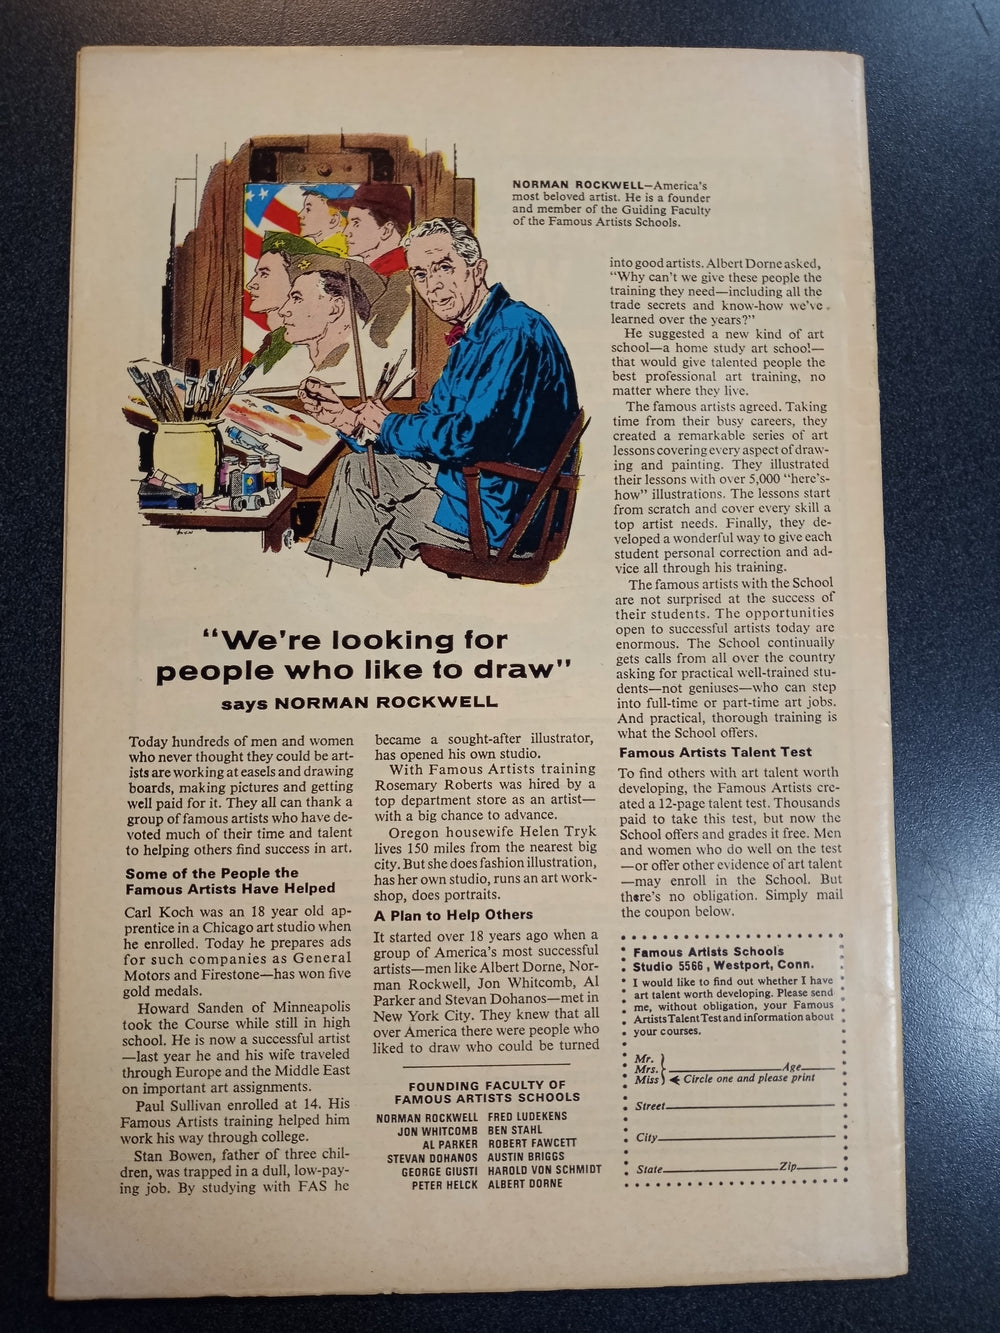 NORMAN ROCKWELL—America's
most beloved artist. He is a founder
and member of the Guiding Faculty
of the Famous Artists Schools.
"We're looking for
people who like to draw"
says NORMAN ROCKWELL
Today hundreds of men and women
who never thought they could be art-
ists are working at easels and drawing
boards, making pictures and getting
well paid for it. They all can thank a
group of famous artists who have de-
voted much of their time and talent
to helping others find success in art.
Some of the People the
Famous Artists Have Helped
Carl Koch was an 18 year old ap-
prentice in a Chicago art studio when
he enrolled. Today he prepares ads
for such companies as General
Motors and Firestone—has won five
gold medals.
Howard Sanden of Minneapolis
took the Course while still in high
school. He is now a successful artist
—last year he and his wife traveled
through Europe and the Middle East
on important art assignments.
Paul Sullivan enrolled at 14. His
Famous Artists training helped him
work his way through college.
Stan Bowen, father of three chil-
dren, was trapped in a dull, low-pay-
ing job. By studying with FAS he
became a sought-after illustrator,
has opened his own studio.
With Famous Artists training
Rosemary Roberts was hired by a
top department store as an artist—
with a big chance to advance.
Oregon housewife Helen Tryk
lives 150 miles from the nearest big
city. But she does fashion illustration,
has her own studio, runs an art work-
shop, does portraits.
A Plan to Help Others
It started over 18 years ago when a
group of America's most successful
artists—men like Albert Dorne, Nor-
man Rockwell, Jon Whitcomb, Al
Parker and Stevan Dohanos—met in
New York City. They knew that all
over America there were people who
liked to draw who could be turned
FOUNDING FACULTY OF
FAMOUS ARTISTS SCHOOLS
NORMAN ROCKWELL FRED LUDEKENS
JON WHITCOMB BEN STAHL
AL PARKER ROBERT FAWCETT
STEVAN DOHANOS AUSTIN BRIGGS
GEORGE GIUSTI HAROLD VON SCHMIDT
PETER HELCK ALBERT DORNE
into good artists. Albert Dorne asked,
"Why can't we give these people the
training they need—including all the
trade secrets and know-how we've
learned over the years?"
He suggested a new kind of art
school—a home study art school—
that would give talented people the
best professional art training, no
matter where they live.
The famous artists agreed. Taking
time from their busy careers, they
created a remarkable series of art
lessons covering every aspect of draw-
ing and painting. They illustrated
their lessons with over 5,000 "here's-
how" illustrations. The lessons start
from scratch and cover every skill a
top artist needs. Finally, they de-
veloped a wonderful way to give each
student personal correction and ad-
vice all through his training.
The famous artists with the School
are not surprised at the success of
their students. The opportunities
open to successful artists today are
enormous. The School continually
gets calls from all over the country
asking for practical well-trained stu-
dents—not geniuses—who can step
into full-time or part-time art jobs.
And practical, thorough training is
what the School offers.
Famous Artists Talent Test
To find others with art talent worth
developing, the Famous Artists cre-
ated a 12-page talent test. Thousands
paid to take this test, but now the
School offers and grades it free. Men
and women who do well on the test
—or offer other evidence of art talent
—may enroll in the School. But
there's no obligation. Simply mail
the coupon below.
Famous Artists Schools
Studio 5566, Westport, Conn.
I would like to find out whether I have
art talent worth developing. Please send
me, without obligation, your Famous
Artists Talent Test and information about
your courses.
Mr.
Mrs. Age
Miss Circle one and please print
Street
City
State Zip